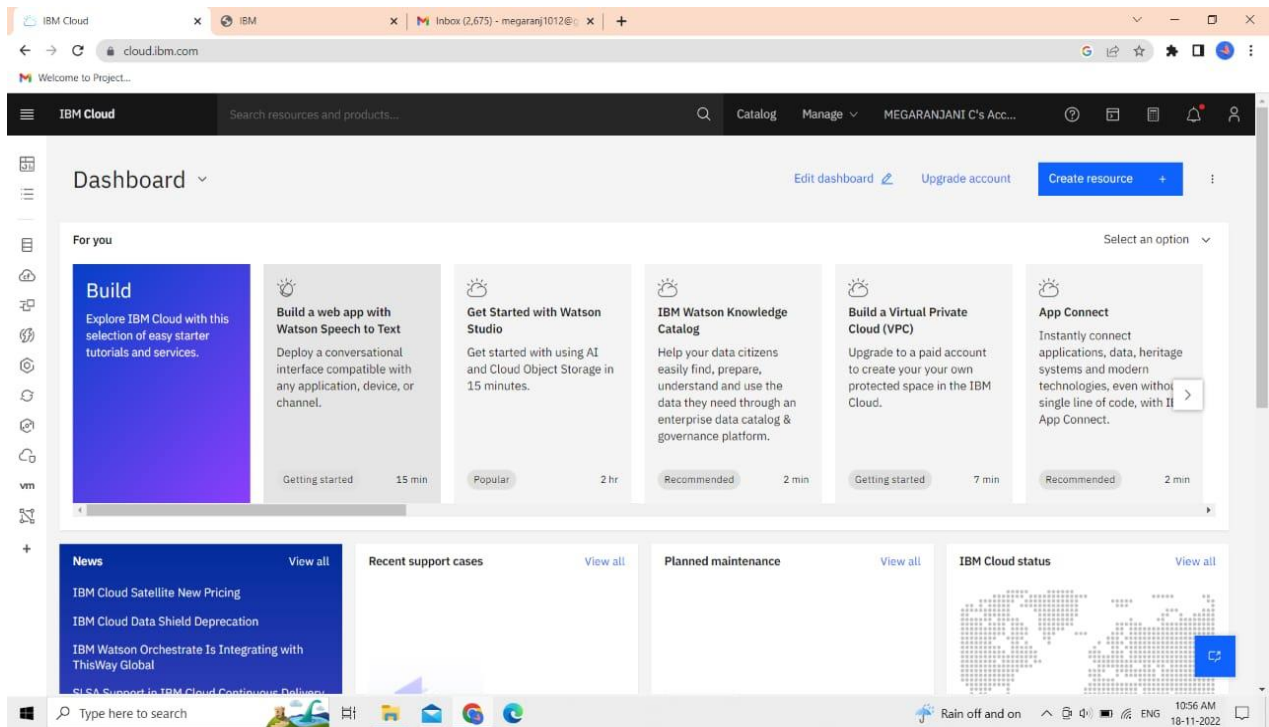 IBM Cloud
IBM
Inbox (2,675) - megaranj1012@g
cloud.ibm.com
Welcome to Project...
IBM Cloud
Search resources and products...
Catalog
Manage
MEGARANJANI C's Acc...
Dashboard
Edit dashboard
Upgrade account
Create resource +
For you
Select an option
Build
Explore IBM Cloud with this
selection of easy starter
tutorials and services.
Build a web app with
Watson Speech to Text
Deploy a conversational
interface compatible with
any application, device, or
channel.
Getting started
15 min
Get Started with Watson
Studio
Get started with using AI
and Cloud Object Storage in
15 minutes.
Popular
2 hr
IBM Watson Knowledge
Catalog
Help your data citizens
easily find, prepare,
understand and use the
data they need through an
enterprise data catalog &
governance platform.
Recommended
2 min
Build a Virtual Private
Cloud (VPC)
Upgrade to a paid account
to create your your own
protected space in the IBM
Cloud.
Getting started
7 min
App Connect
Instantly connect
applications, data, heritage
systems and modern
technologies, even withou
single line of code, with
App Connect.
Recommended
2 min
vm
News
View all
IBM Cloud Satellite New Pricing
IBM Cloud Data Shield Deprecation
IBM Watson Orchestrate Is Integrating with
ThisWay Global
SLSA Support in IBM Cloud Continuous Delivery
Recent support cases
View all
Planned maintenance
View all
IBM Cloud status
View all
Type here to search
Rain off and on
ENG
10:56 AM
18-11-2022